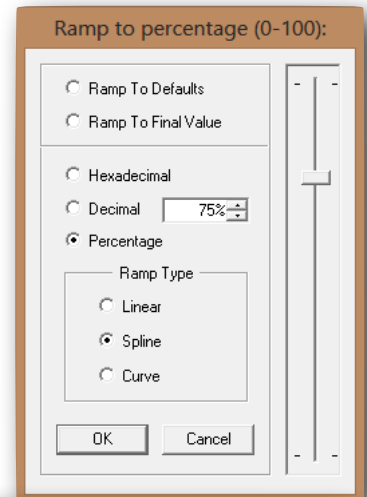 Ramp to percentage (0-100):
Ramp To Defaults
Ramp To Final Value
Hexadecimal
Decimal 75%
Percentage
Ramp Type
Linear
Spline
Curve
OK Cancel